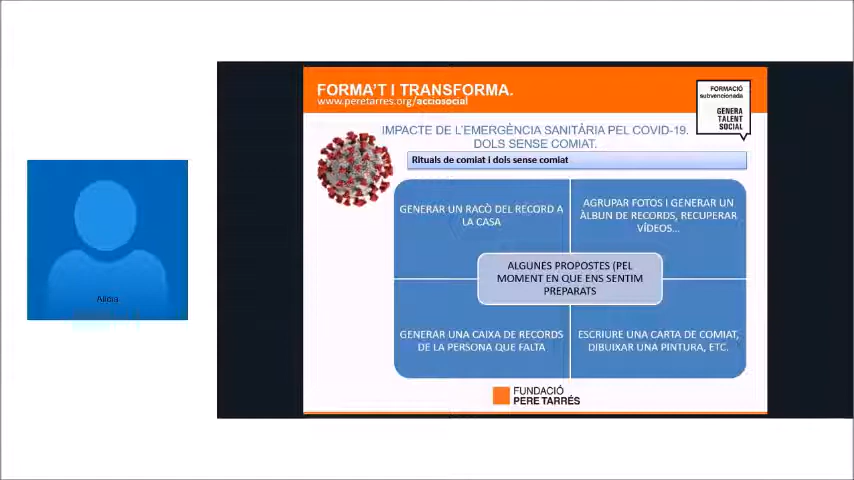 FORMA'T I TRANSFORMA.
www.peretarres.org/acciosocial
FORMACIÓ
subvencionada
GENERA
TALENT
SOCIAL
IMPACTE DE L'EMERGÈNCIA SANITÀRIA PEL COVID-19.
DOLS SENSE COMIAT.
Rituals de comiat i dols sense comiat
GENERAR UN RACÒ DEL RECORD A
LA CASA
AGRUPAR FOTOS I GENERAR UN
ÀLBUN DE RECORDS, RECUPERAR
VÍDEOS...
ALGUNES PROPOSTES (PEL
MOMENT EN QUE ENS SENTIM
PREPARATS
GENERAR UNA CAIXA DE RECORDS
DE LA PERSONA QUE FALTA
ESCRIURE UNA CARTA DE COMIAT,
DIBUIXAR UNA PINTURA, ETC.
Alicia
FUNDACIÓ
PERE TARRÉS